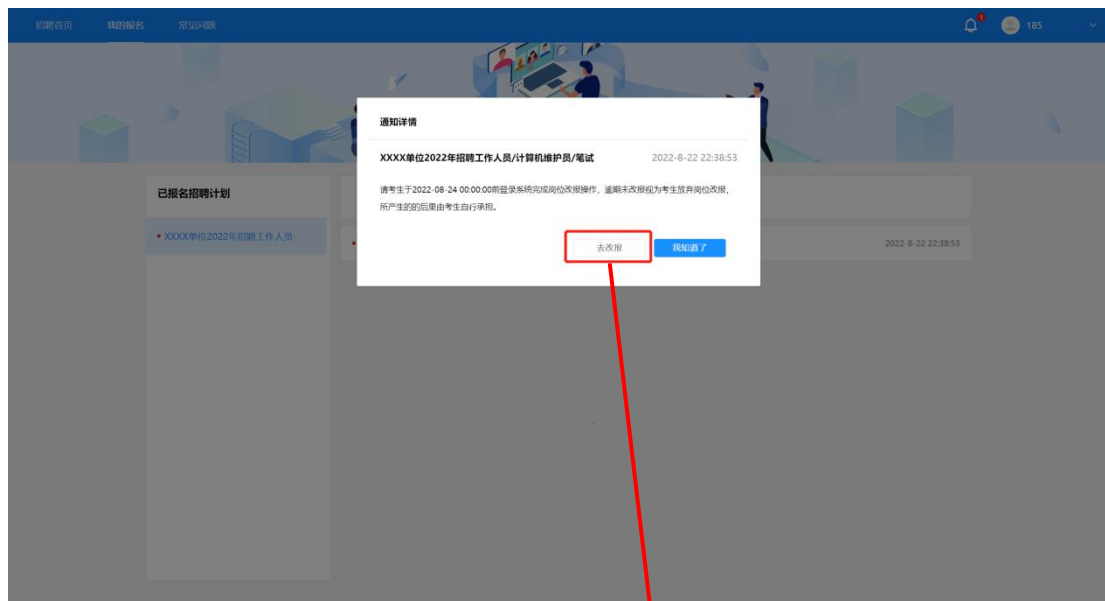 招聘首页 我的报名 常见问题 1 185
通知详情
XXXX单位2022年招聘工作人员/计算机维护员/笔试 2022-8-22 22:38:53
请考生于2022-08-24 00:00:00前登录系统完成岗位改报操作，逾期未改报视为考生放弃岗位改报，
所产生的的后果由考生自行承担。
去改报 我知道了
已报名招聘计划
XXXX单位2022年招聘工作人员
2022-8-22 22:38:53